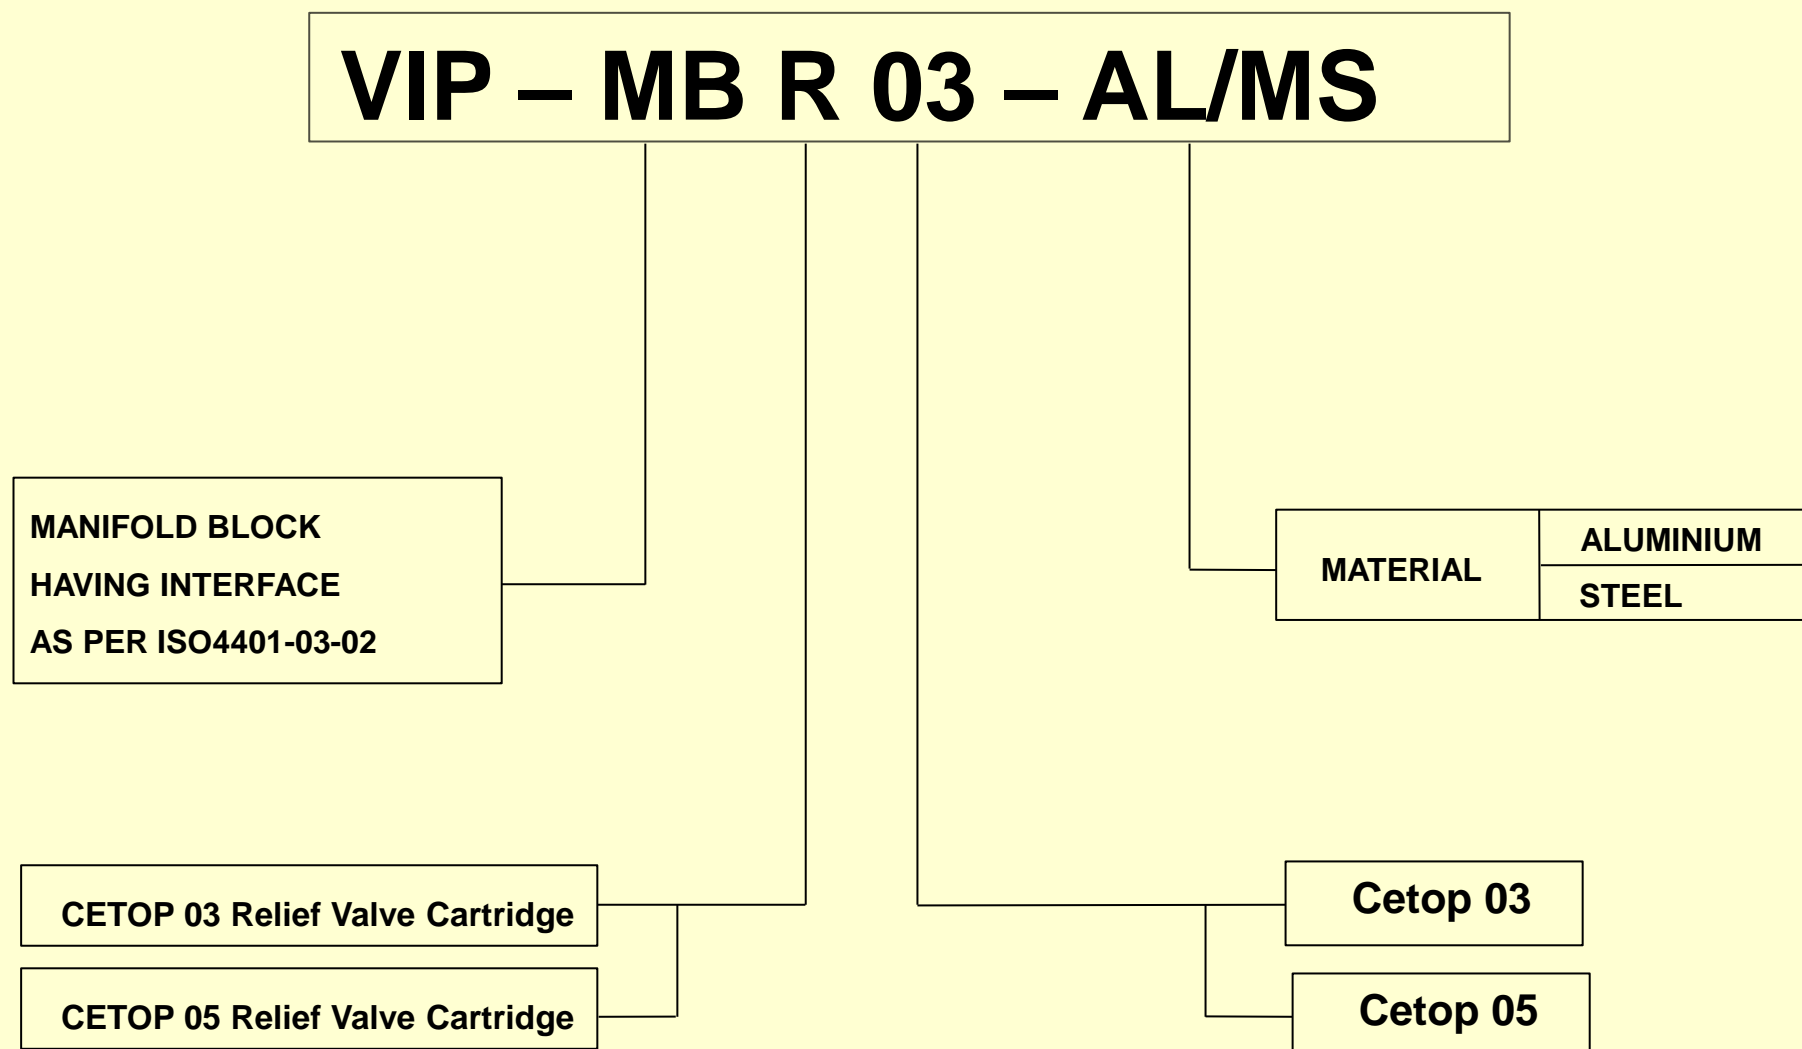 VIP – MB R 03 – AL/MS
MANIFOLD BLOCK
HAVING INTERFACE
AS PER ISO4401-03-02
MATERIAL
ALUMINIUM
STEEL
CETOP 03 Relief Valve Cartridge
CETOP 05 Relief Valve Cartridge
Cetop 03
Cetop 05